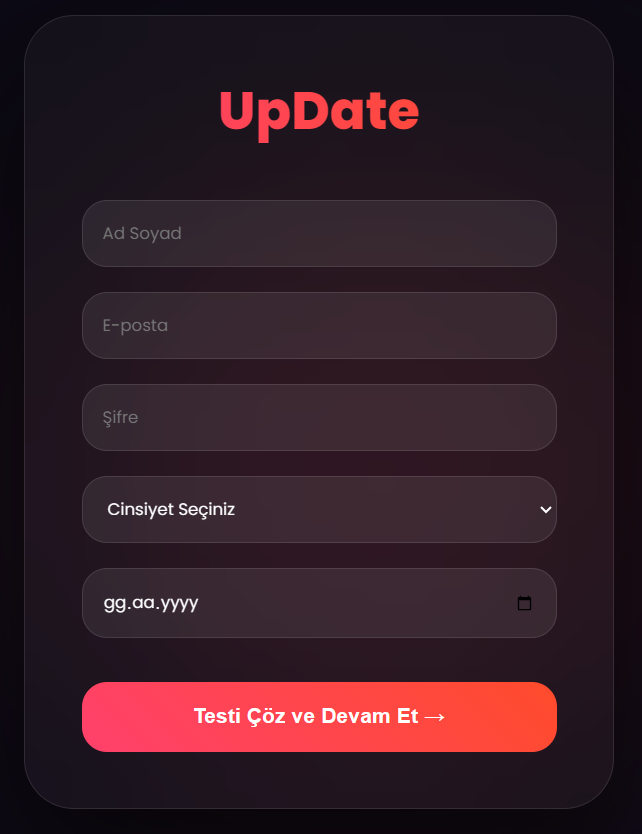 UpDate
Ad Soyad
E-posta
Şifre
Cinsiyet Seçiniz
gg.aa.yyyy
Testi Çöz ve Devam Et →